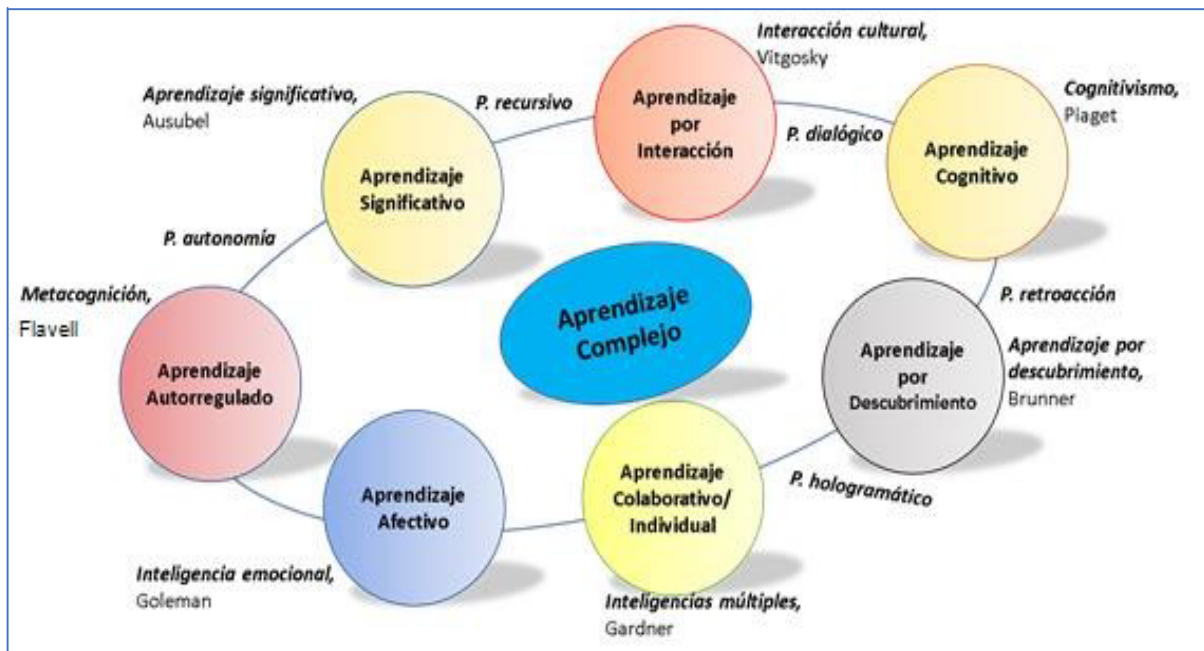 Interacción cultural,
Vitgosky
Aprendizaje significativo,
Ausubel
P. recursivo
Aprendizaje
por
Interacción
P. dialógico
Cognitivismo,
Piaget
Aprendizaje
Cognitivo
Aprendizaje
Significativo
P. autonomía
Metacognición,
Flavell
Aprendizaje
Complejo
P. retroacción
Aprendizaje
Autorregulado
Aprendizaje
por
Descubrimiento
Aprendizaje por
descubrimiento,
Brunner
Aprendizaje
Afectivo
Aprendizaje
Colaborativo/
Individual
P. hologramático
Inteligencia emocional,
Goleman
Inteligencias múltiples,
Gardner